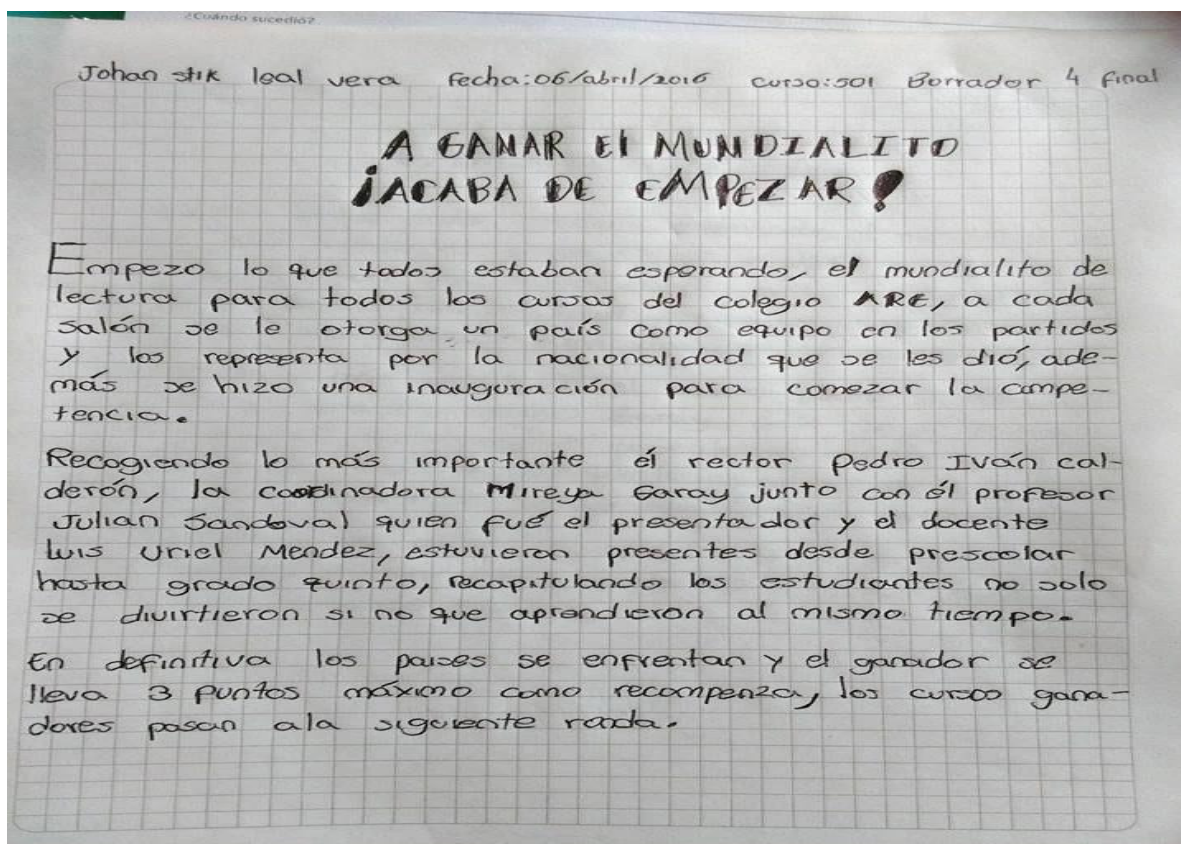 ¿Cuándo sucedió?
Johan stik leal vera fecha:06/abril/2016 curso:501 Borrador 4 final
A GANAR El MUNDIALITO
¡ACABA DE EMPEZAR!
Empezo lo que todos estaban esperando, el mundialito de
lectura para todos los cursos del colegio ARE, a cada
salón se le otorga un país como equipo en los partidos
y los representa por la nacionalidad que se les dió, ade-
más se hizo una inauguración para comezar la compe-
tencia.
Recogiendo lo más importante él rector Pedro Iván cal-
derón, la coordinadora Mireya Garay junto con él profesor
Julian Sandoval quien fué el presentador y el docente
Luis Uriel Mendez, estuvieron presentes desde prescolar
hasta grado quinto, recapitulando los estudiantes no solo
se divirtieron si no que aprendieron al mismo tiempo.
En definitiva los paises se enfrentan y el ganador se
lleva 3 puntos máximo como recompenza, los cursos gana-
dores pasan ala siguiente ronda.